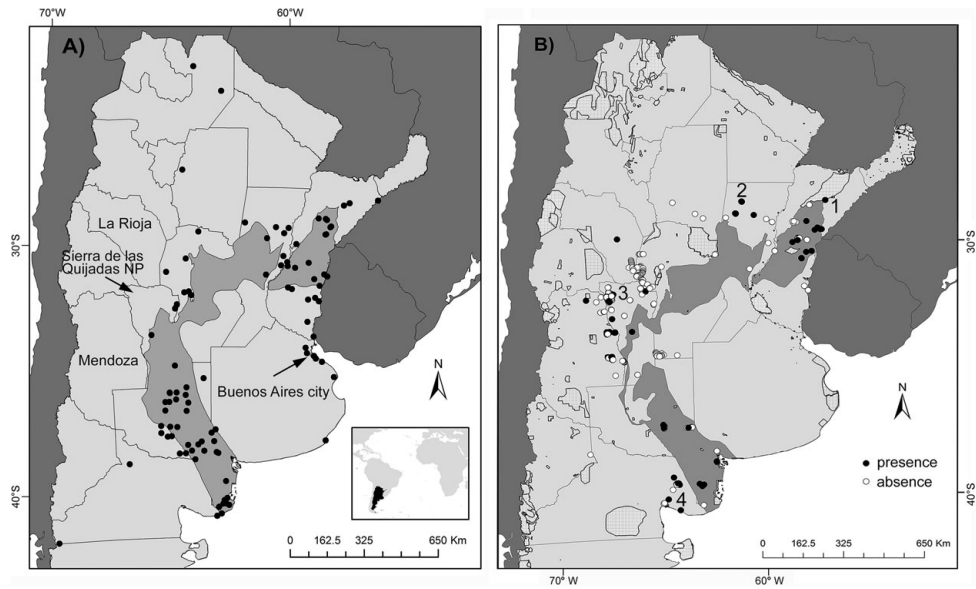 70°W
60°W
A)
La Rioja
30°S
Sierra de las
Quijadas NP
Mendoza
N
Buenos Aires city
40°S
0 162.5 325 650 Km
B)
2
1
30°S
3
N
presence
absence
4
40°S
0 162.5 325 650 Km
70° W
60° W